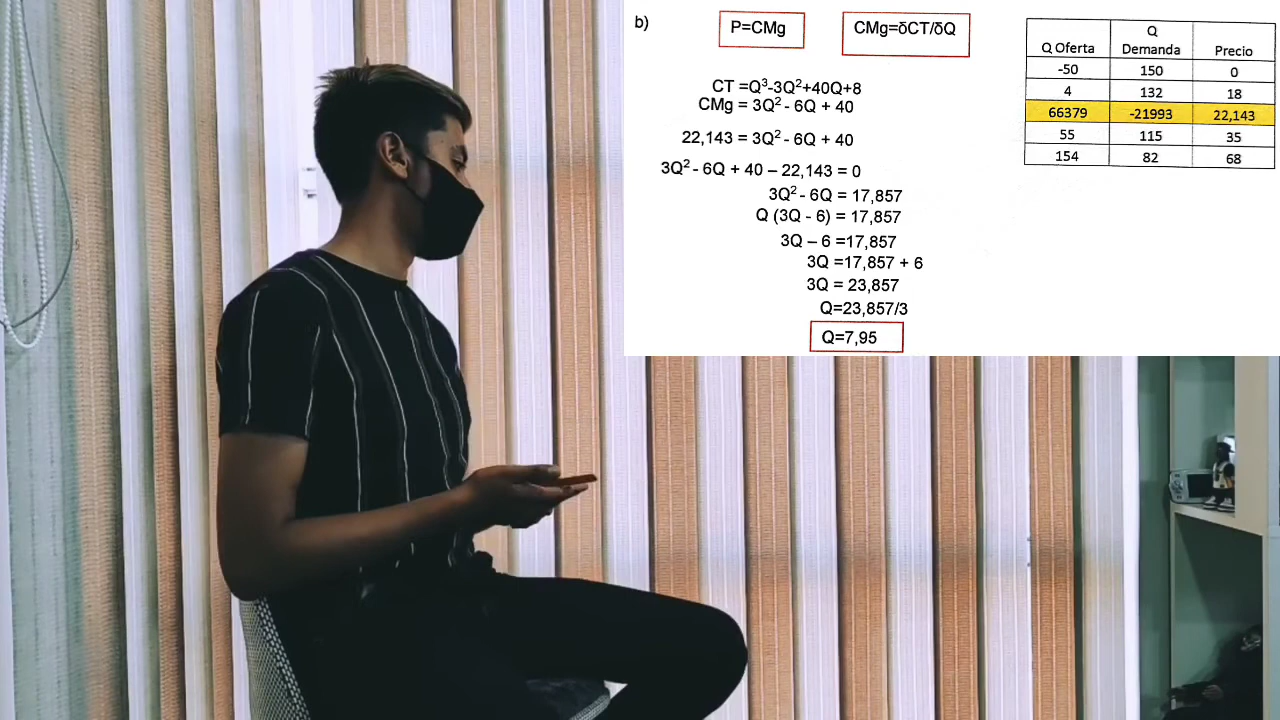 b)
P=CMg
CMg=δCT/δQ
CT =Q³-3Q²+40Q+8
CMg = 3Q² - 6Q + 40
22,143 = 3Q² - 6Q + 40
3Q² - 6Q + 40 – 22,143 = 0
3Q² - 6Q = 17,857
Q (3Q - 6) = 17,857
3Q – 6 =17,857
3Q =17,857 + 6
3Q = 23,857
Q=23,857/3
Q=7,95
Q Oferta Q Demanda Precio
-50 150 0
4 132 18
66379 -21993 22,143
55 115 35
154 82 68